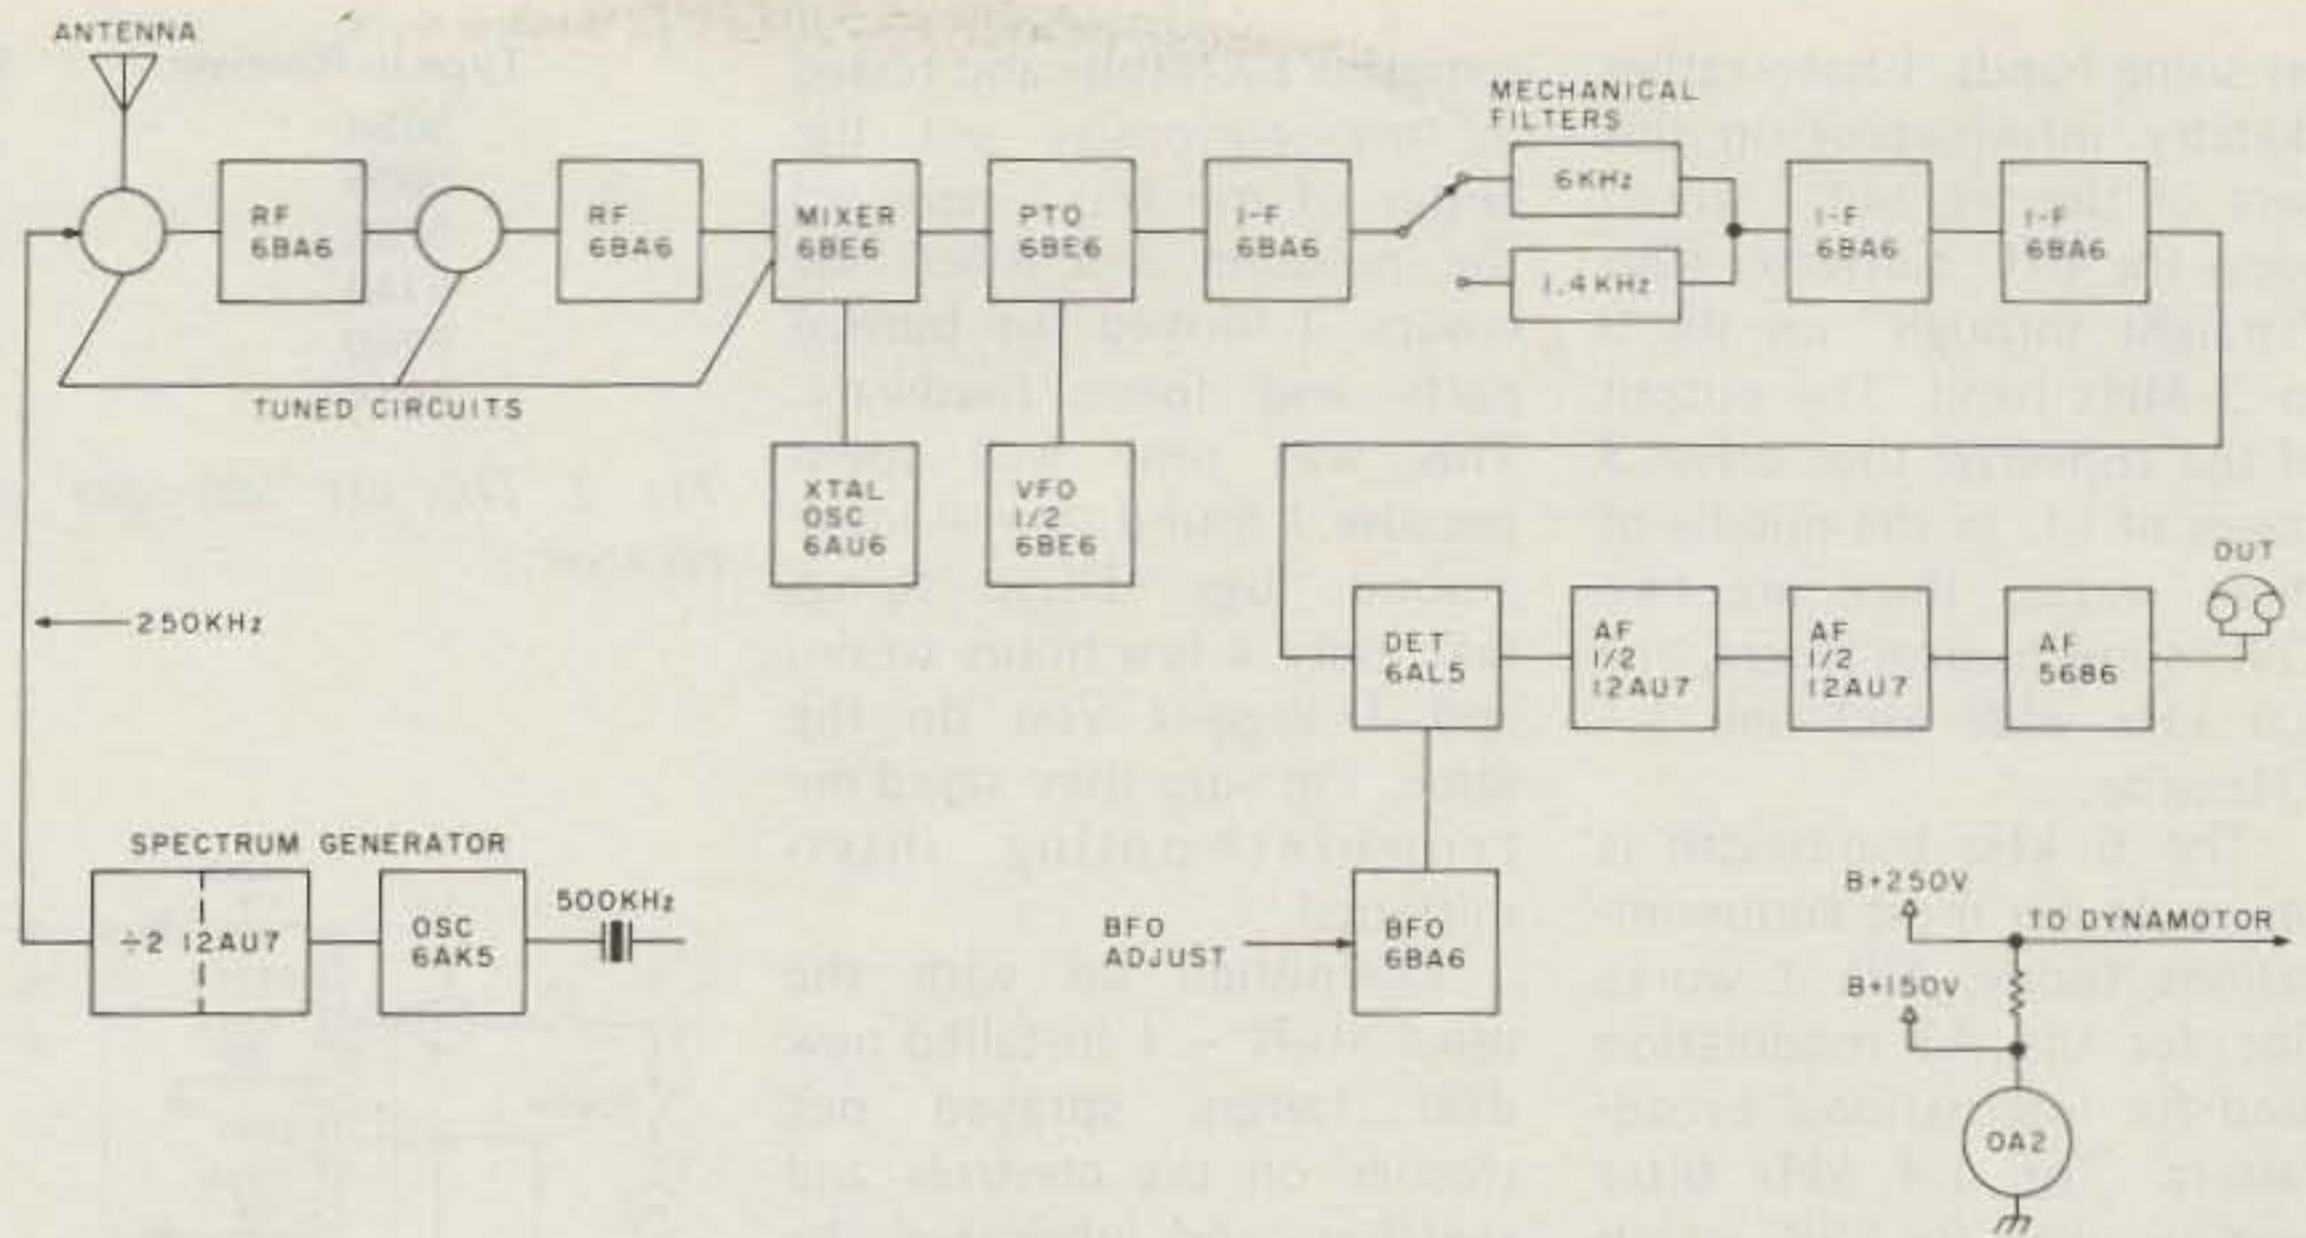 ANTENNA
RF
6BA6
RF
6BA6
MIXER
6BE6
PTO
6BE6
I-F
6BA6
MECHANICAL
FILTERS
6KHz
1.4KHz
I-F
6BA6
I-F
6BA6
TUNED CIRCUITS
XTAL
OSC
6AU6
VFO
1/2
6BE6
250KHz
DET
6AL5
AF
1/2
12AU7
AF
1/2
12AU7
AF
5686
OUT
SPECTRUM GENERATOR
÷2 12AU7
OSC
6AK5
500KHz
BFO
ADJUST
BFO
6BA6
B+250V
TO DYNAMOTOR
B+150V
OA2